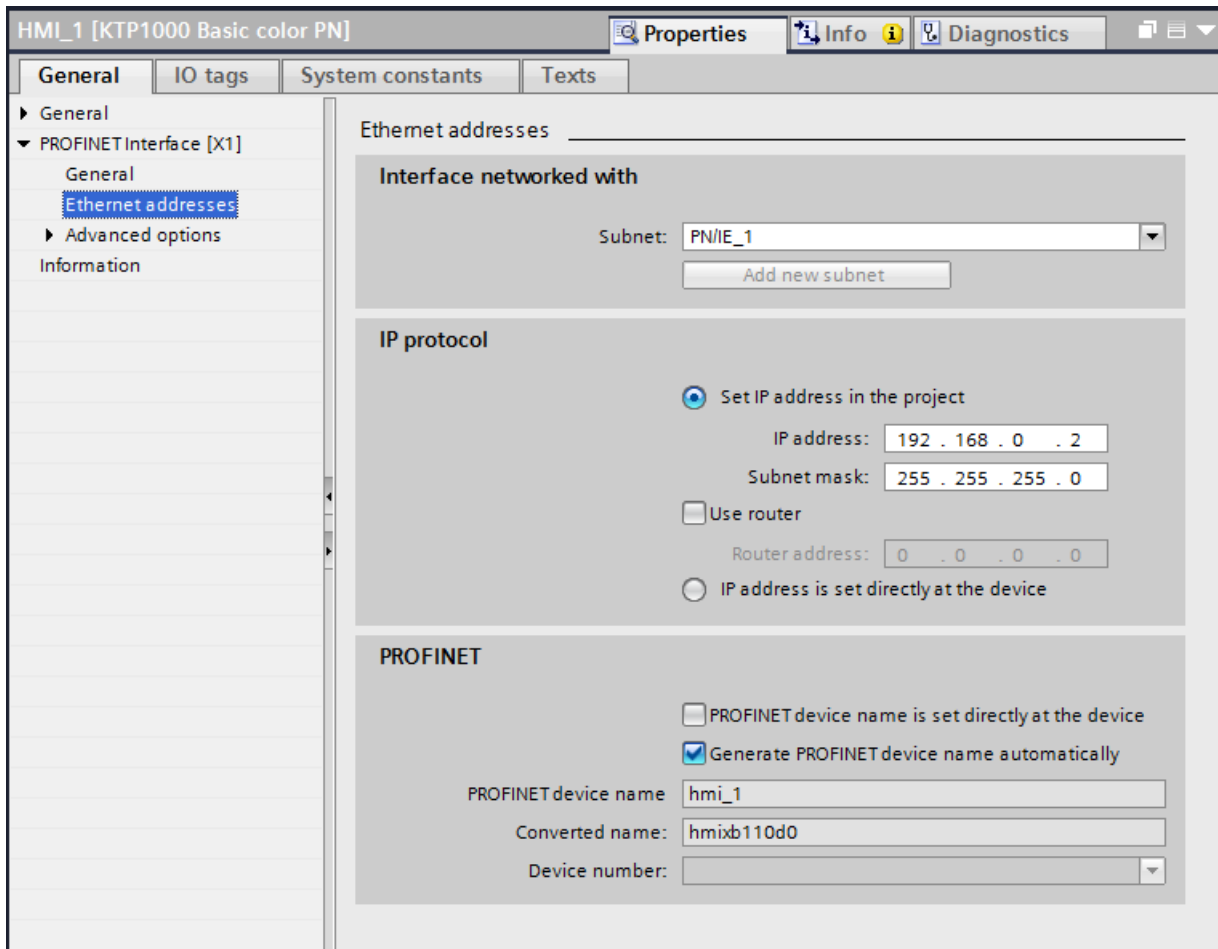 HMI_1 [KTP1000 Basic color PN]
Properties
Info
Diagnostics
General
IO tags
System constants
Texts
General
PROFINET Interface [X1]
General
Ethernet addresses
Advanced options
Information
Ethernet addresses
Interface networked with
Subnet: PN/IE_1
Add new subnet
IP protocol
Set IP address in the project
IP address: 192 . 168 . 0 . 2
Subnet mask: 255 . 255 . 255 . 0
Use router
Router address: 0 . 0 . 0 . 0
IP address is set directly at the device
PROFINET
PROFINET device name is set directly at the device
Generate PROFINET device name automatically
PROFINET device name hmi_1
Converted name: hmixb110d0
Device number: